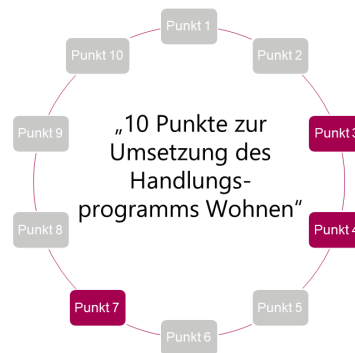 Punkt 1
Punkt 2
Punkt 3
Punkt 4
Punkt 5
Punkt 6
Punkt 7
Punkt 8
Punkt 9
Punkt 10
„10 Punkte zur
Umsetzung des
Handlungs-
programms Wohnen“